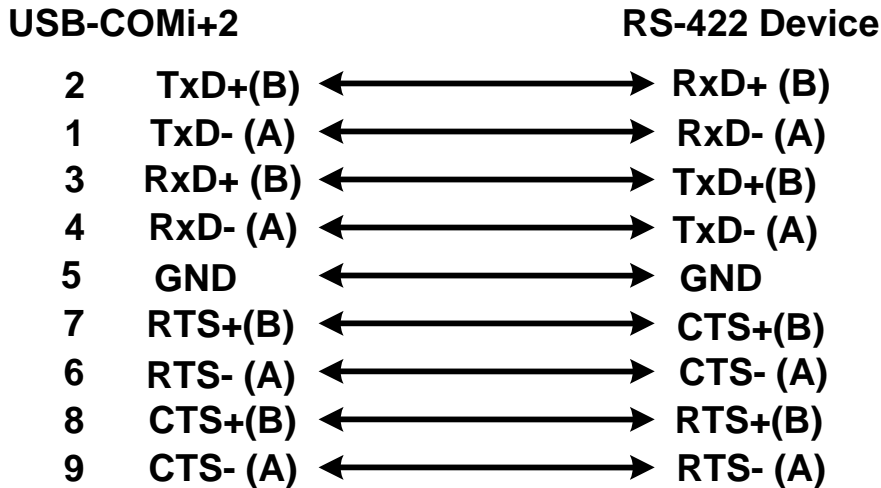 USB-COMi+2 RS-422 Device
2 TxD+(B) RxD+ (B)
1 TxD- (A) RxD- (A)
3 RxD+ (B) TxD+(B)
4 RxD- (A) TxD- (A)
5 GND GND
7 RTS+(B) CTS+(B)
6 RTS- (A) CTS- (A)
8 CTS+(B) RTS+(B)
9 CTS- (A) RTS- (A)